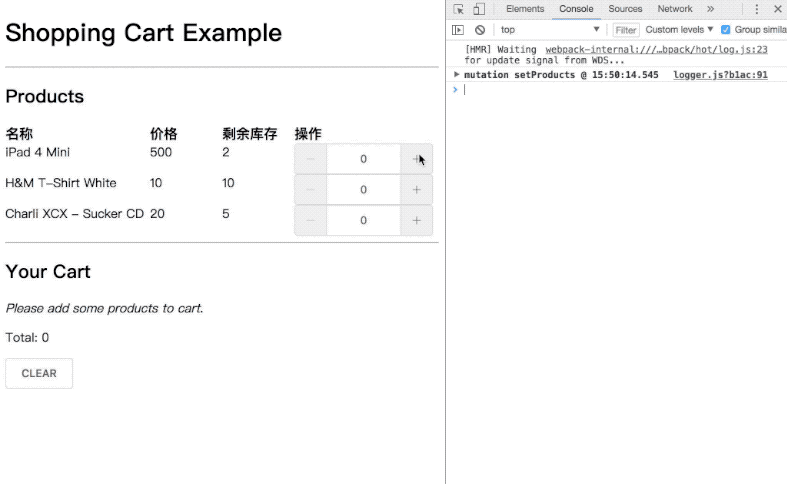 Shopping Cart Example
Products
名称 价格 剩余库存 操作
iPad 4 Mini 500 2 − 0 +
H&M T-Shirt White 10 10 − 0 +
Charli XCX - Sucker CD 20 5 − 0 +
Your Cart
Please add some products to cart.
Total: 0
CLEAR
Elements Console Sources Network »
top Filter Custom levels Group simila
[HMR] Waiting webpack-internal:///…bpack/hot/log.js:23
for update signal from WDS...
mutation setProducts @ 15:50:14.545 logger.js?b1ac:91